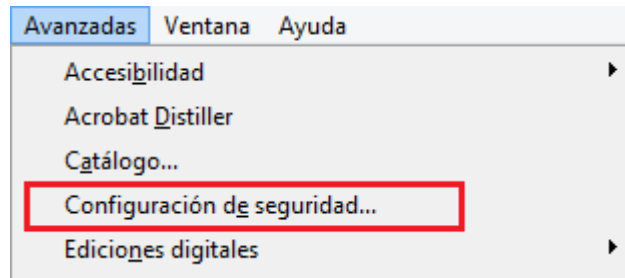 Avanzadas Ventana Ayuda
Accesibilidad
Acrobat Distiller
Catálogo...
Configuración de seguridad...
Ediciones digitales